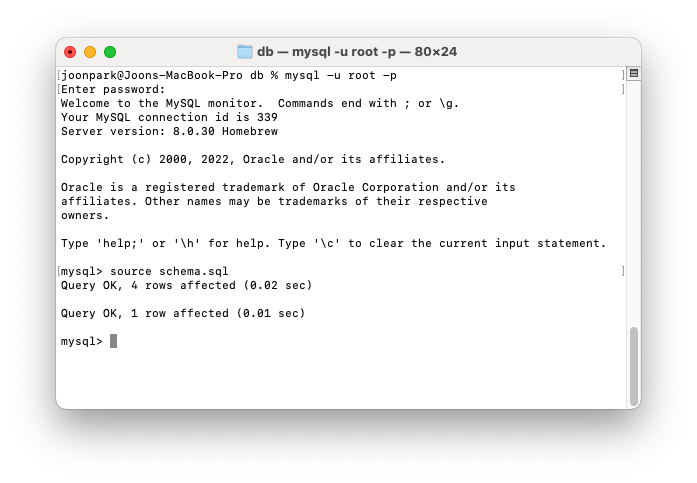 db — mysql -u root -p — 80×24
[joonpark@Joons-MacBook-Pro db % mysql -u root -p ]
[Enter password: ]
Welcome to the MySQL monitor.  Commands end with ; or \g.
Your MySQL connection id is 339
Server version: 8.0.30 Homebrew
Copyright (c) 2000, 2022, Oracle and/or its affiliates.
Oracle is a registered trademark of Oracle Corporation and/or its
affiliates. Other names may be trademarks of their respective
owners.
Type 'help;' or '\h' for help. Type '\c' to clear the current input statement.
[mysql> source schema.sql ]
Query OK, 4 rows affected (0.02 sec)
Query OK, 1 row affected (0.01 sec)
mysql>